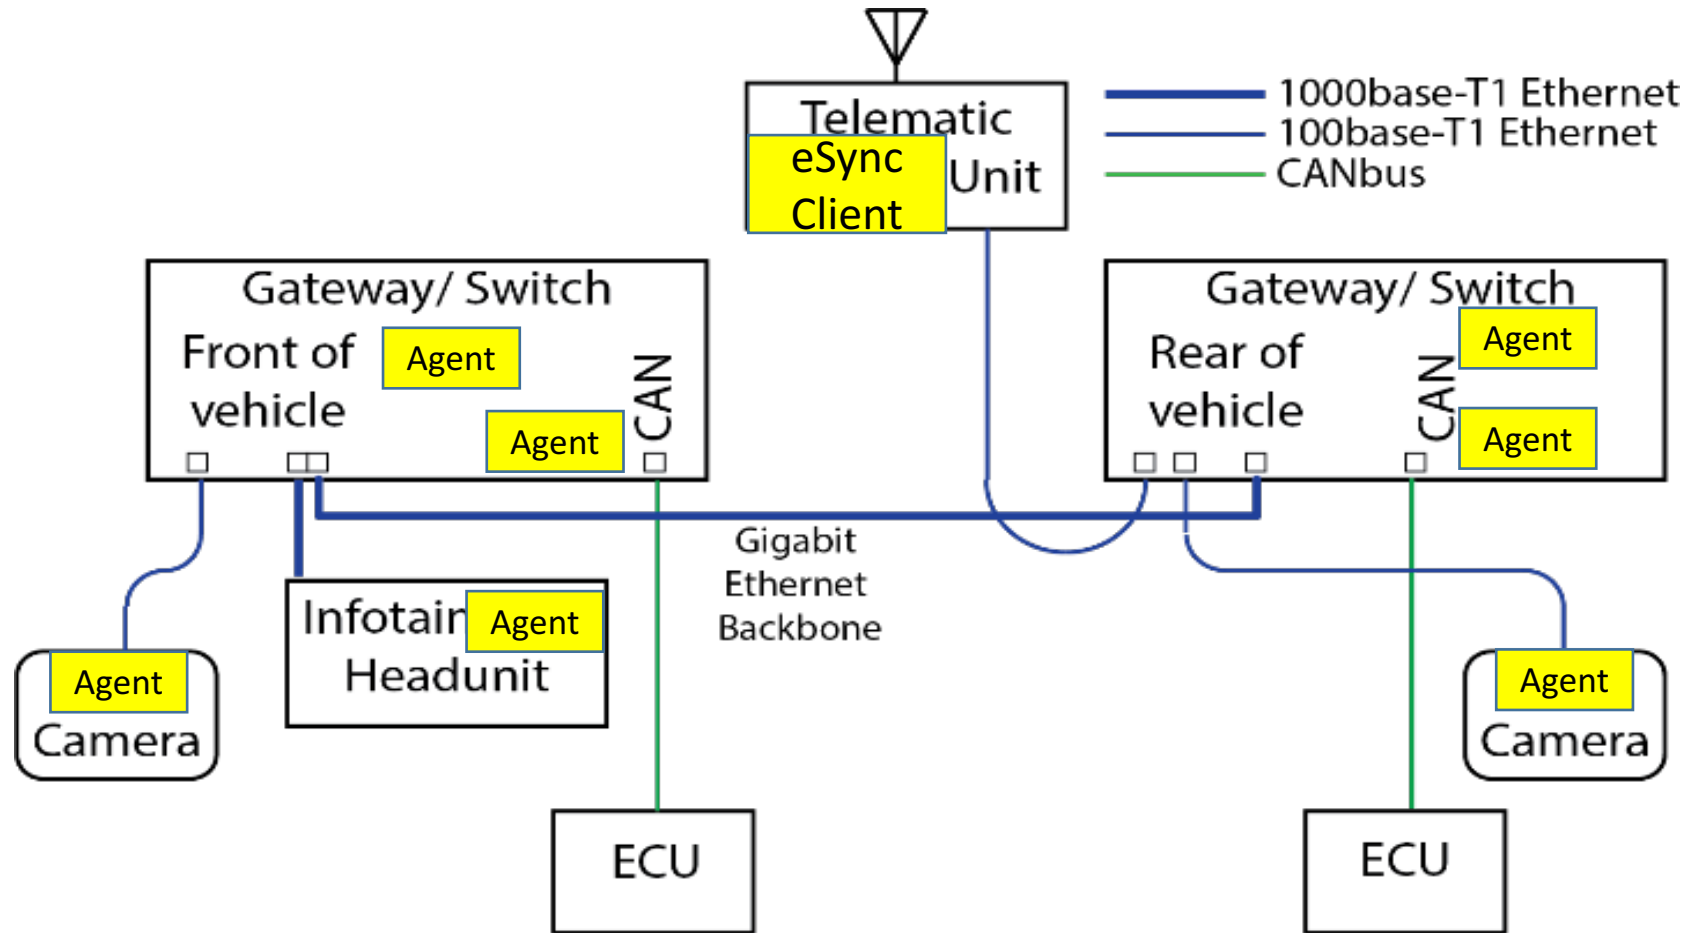 Telematic
eSync
Client
Unit
1000base-T1 Ethernet
100base-T1 Ethernet
CANbus
Gateway/ Switch
Front of
vehicle
Agent
Agent
CAN
Gateway/ Switch
Rear of
vehicle
CAN
Agent
Agent
Gigabit
Ethernet
Backbone
Agent
Camera
Infotain
Agent
Headunit
Agent
Camera
ECU
ECU